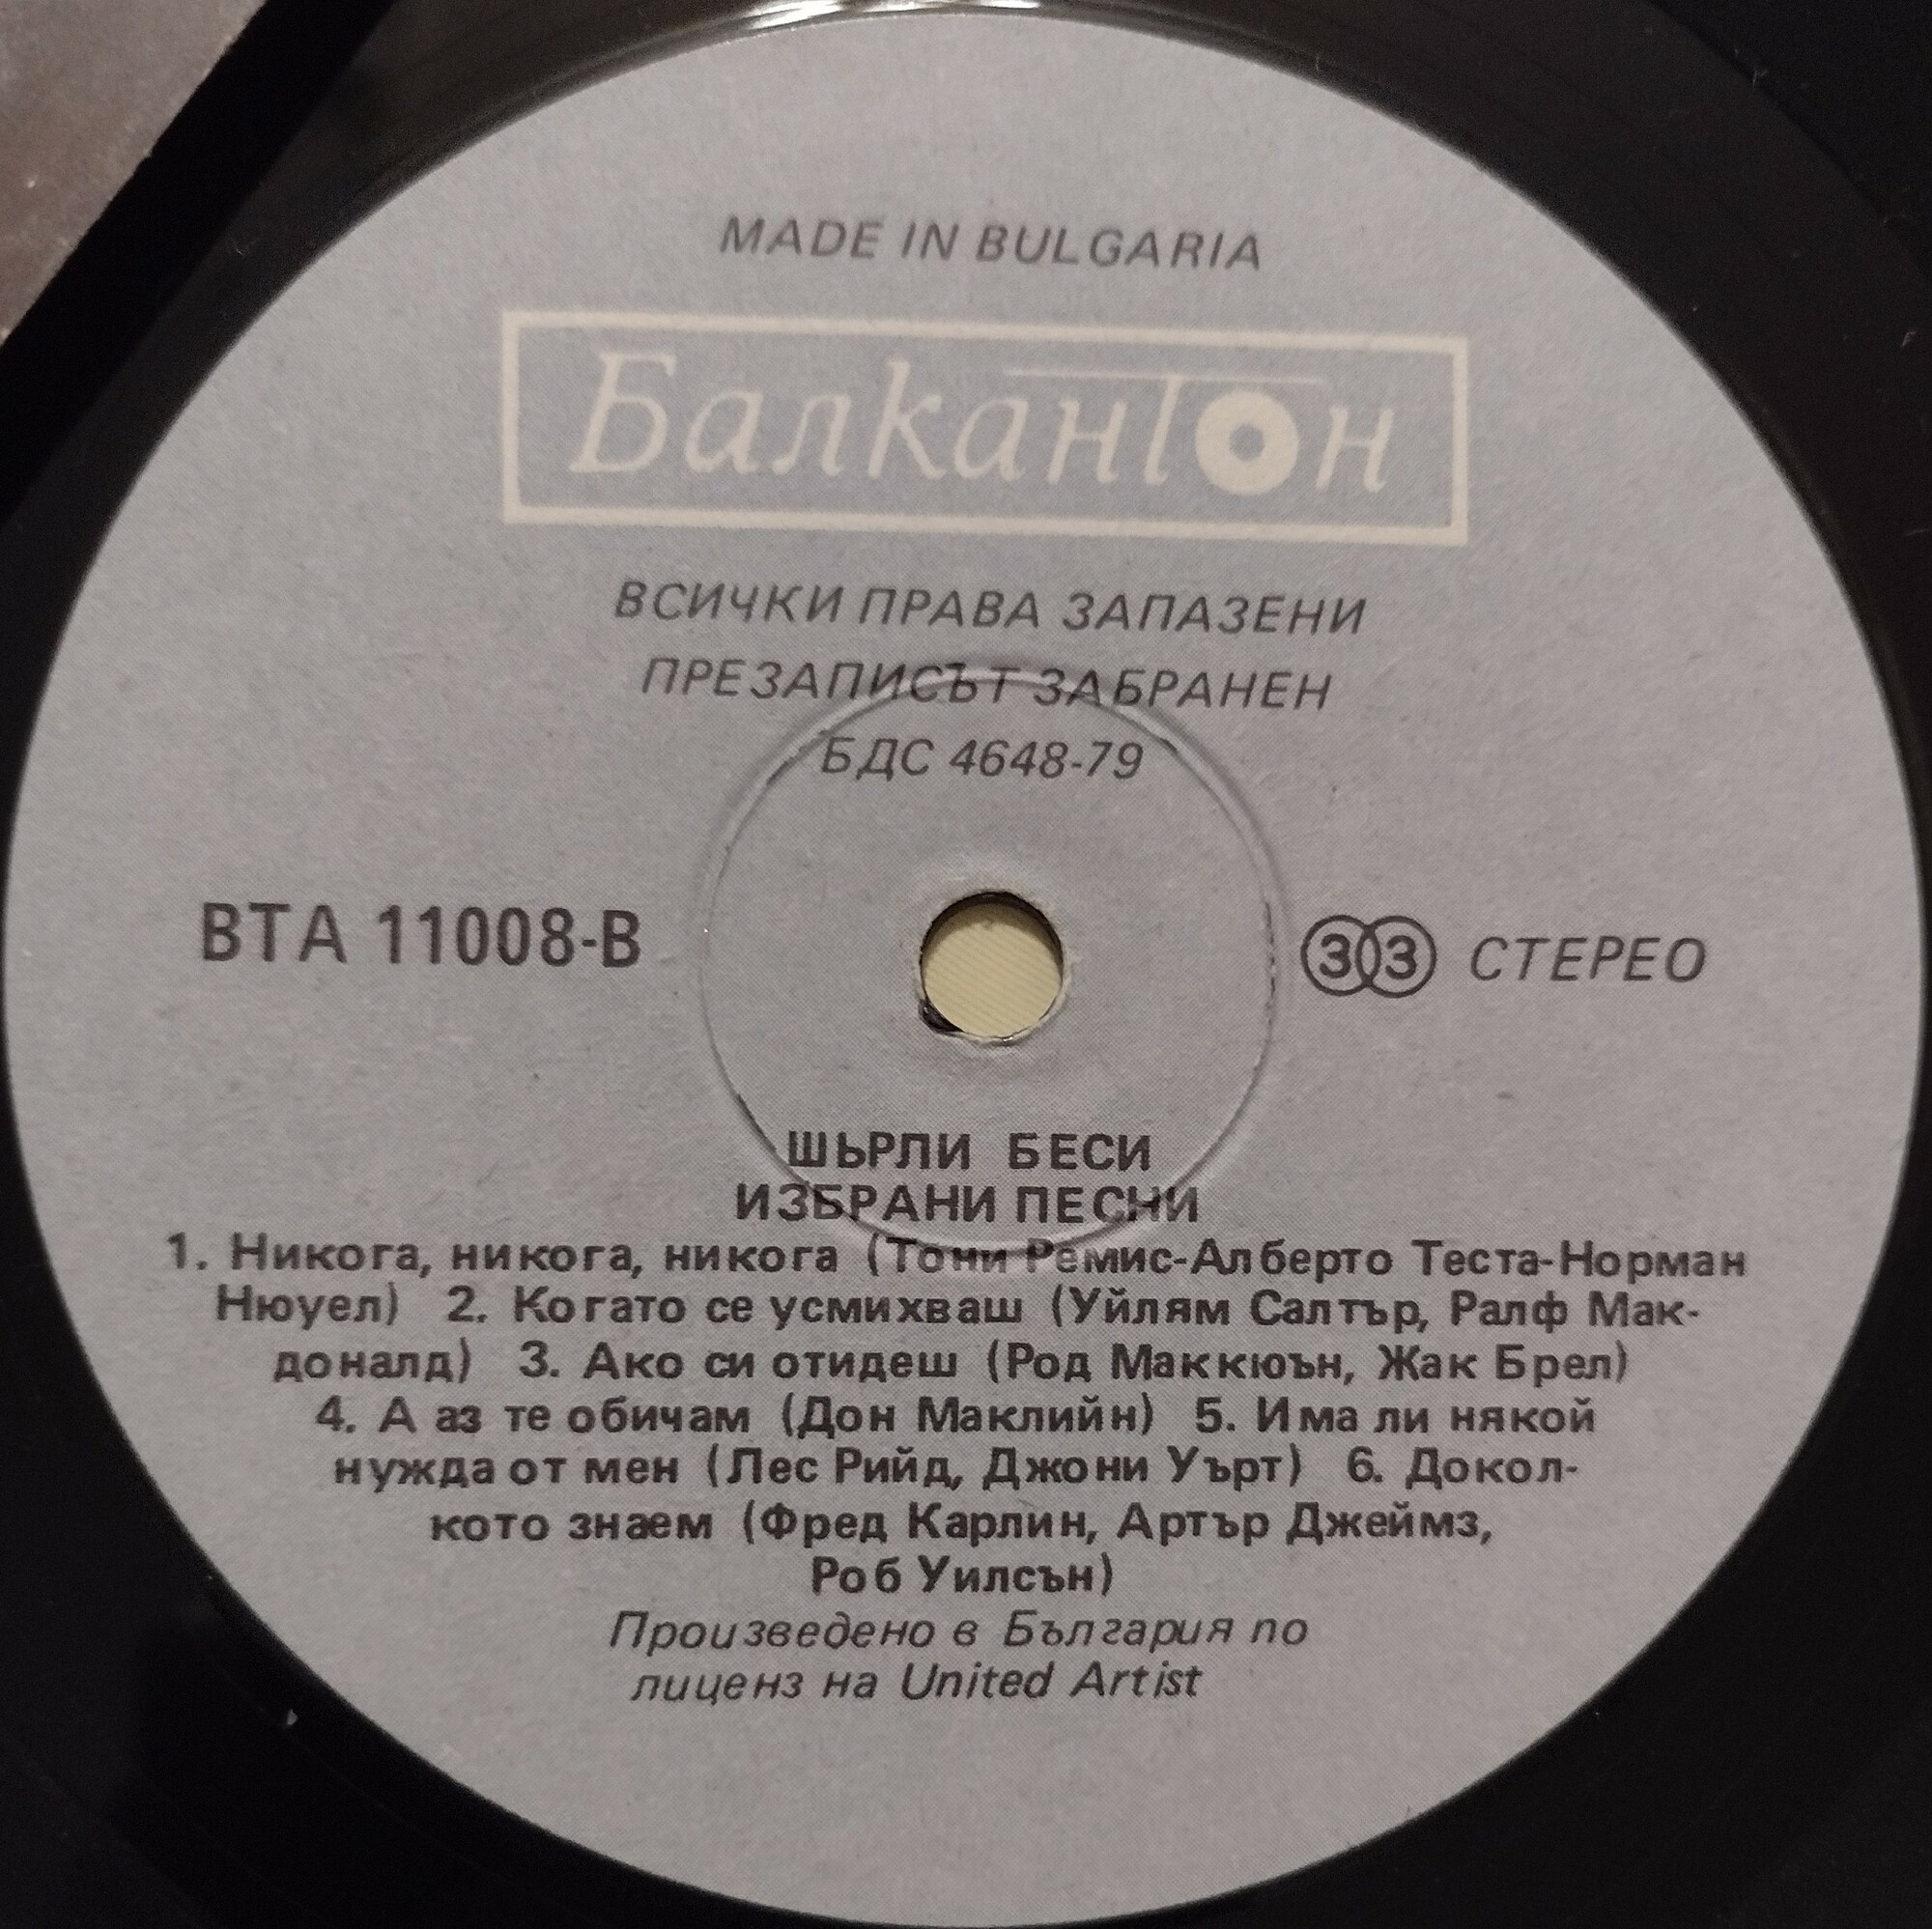 MADE IN BULGARIA
Балкантон
ВСИЧКИ ПРАВА ЗАПАЗЕНИ
ПРЕЗАПИСЪТ ЗАБРАНЕН
БДС 4648-79
ВТА 11008-В
33 СТЕРЕО
ШЬРЛИ БЕСИ
ИЗБРАНИ ПЕСНИ
1. Никога, никога, никога (Тони Ремис-Алберто Теста-Норман
Нюуел) 2. Когато се усмихваш (Уйлям Салтър, Ралф Мак-
доналд) 3. Ако си отидеш (Род Маккюън, Жак Брел)
4. А аз те обичам (Дон Маклийн) 5. Има ли някой
нужда от мен (Лес Рийд, Джони Уърт) 6. Докол-
кото знаем (Фред Карлин, Артър Джеймз,
Роб Уилсън)
Произведено в България по
лиценз на United Artist